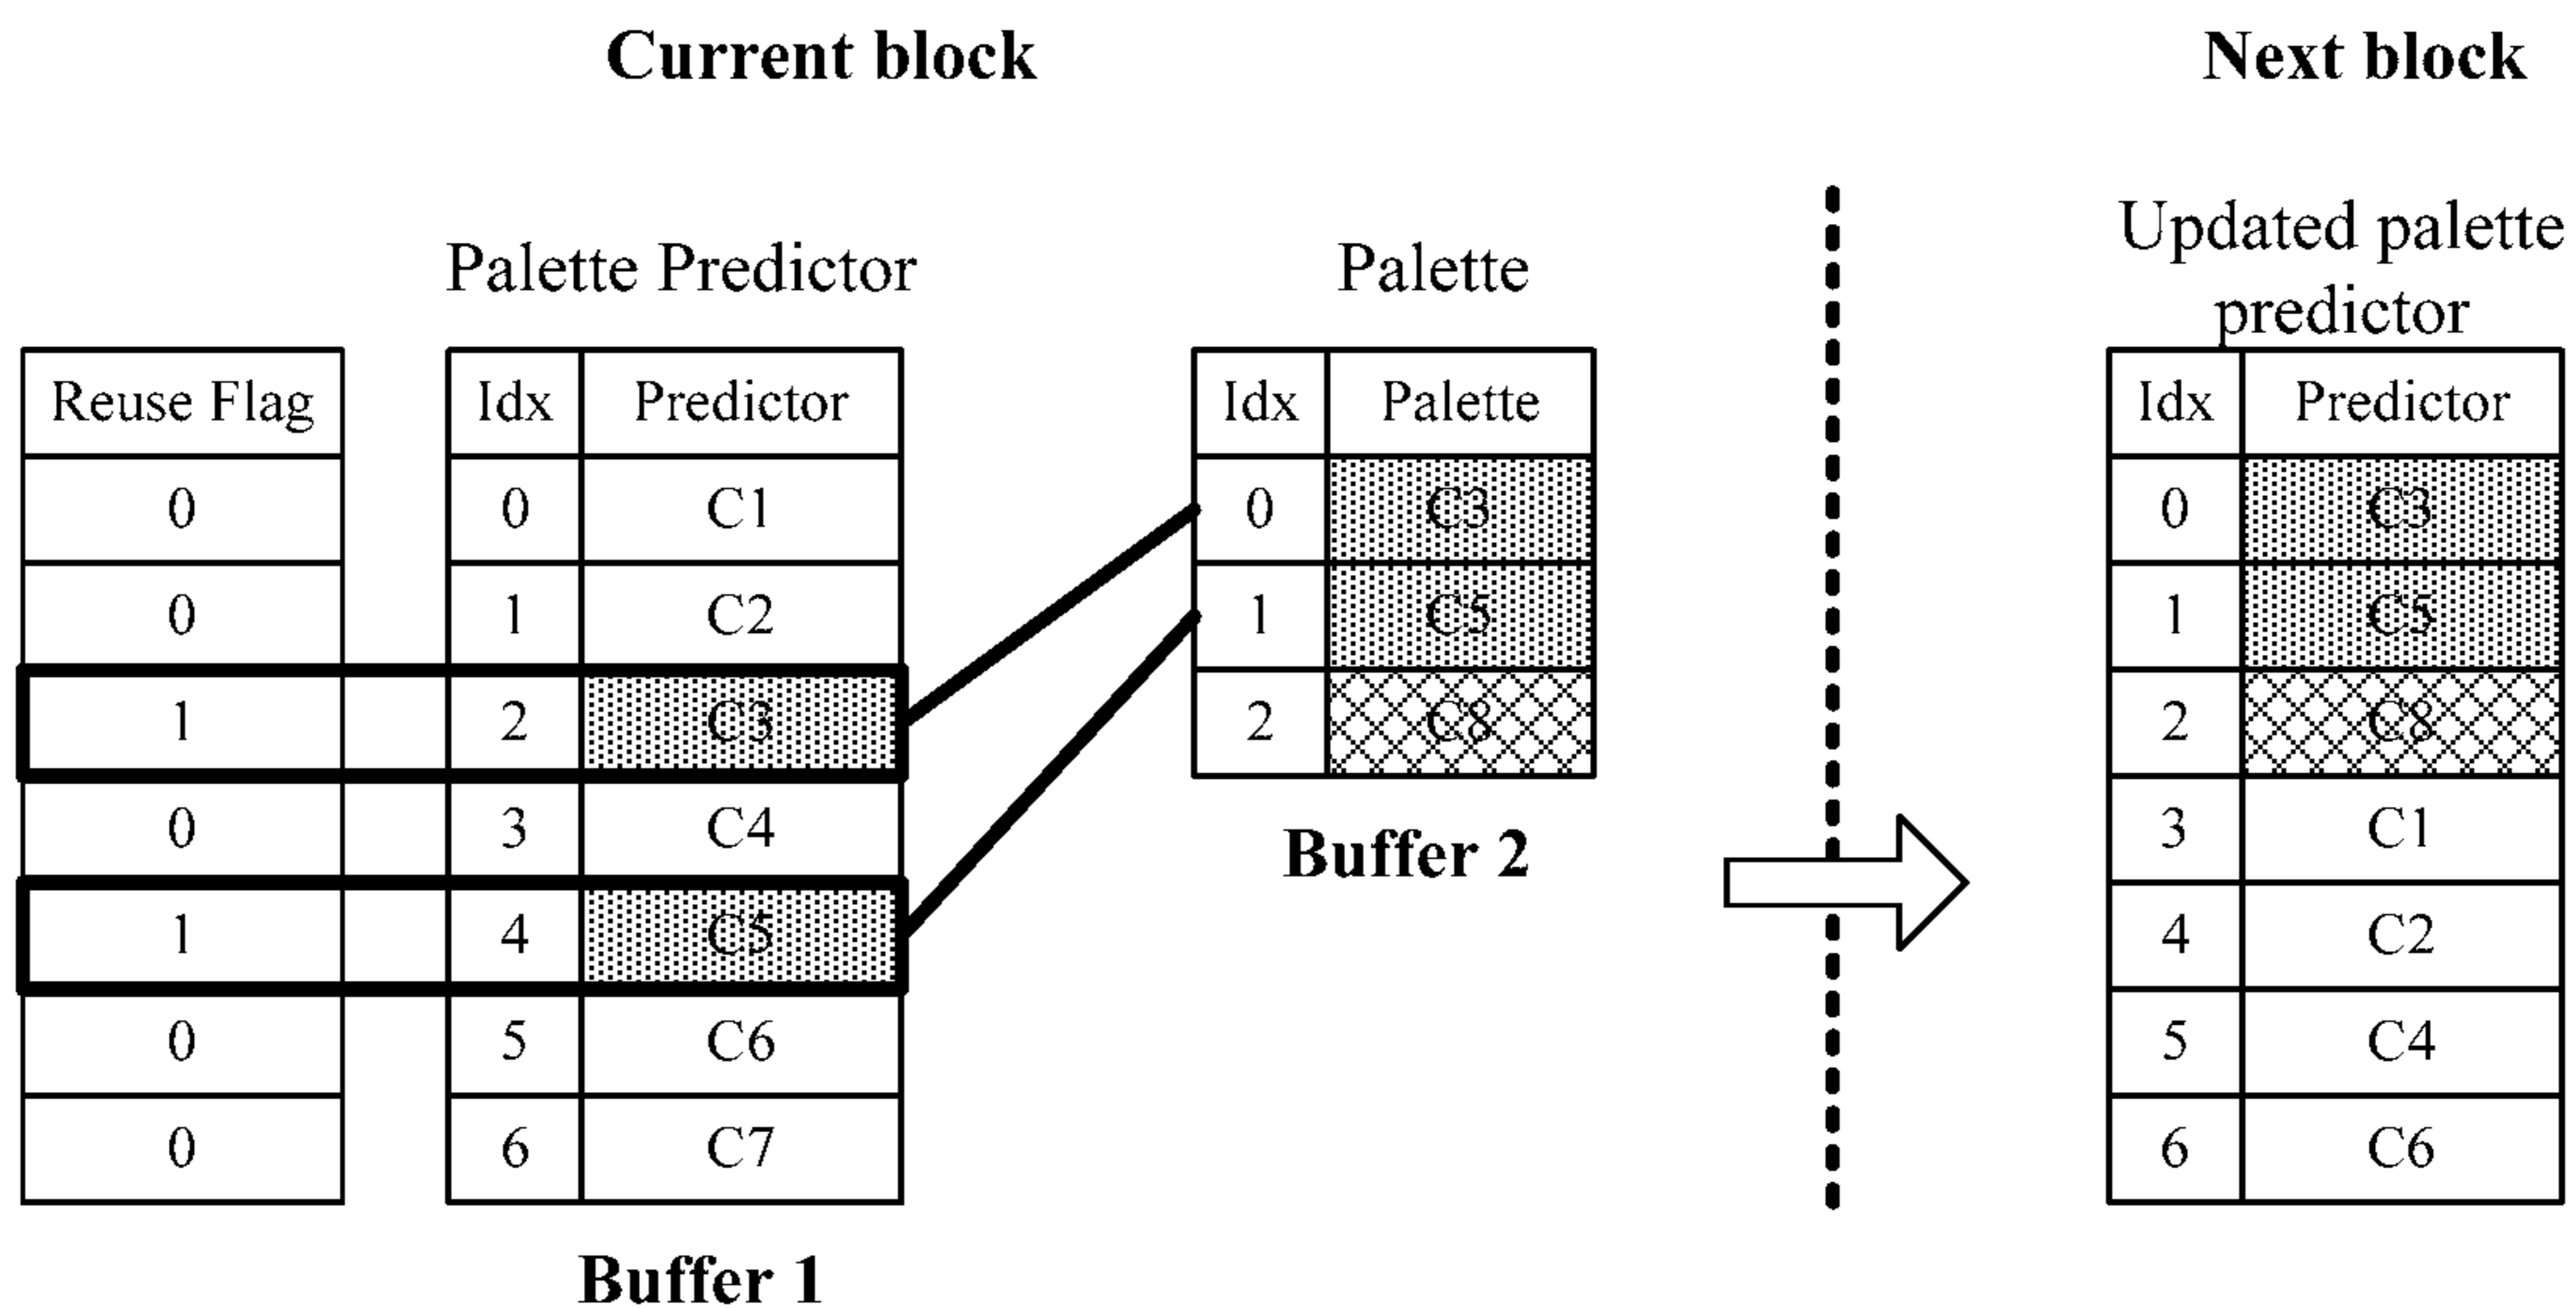 Current block
Next block
Palette Predictor
Palette
Updated palette
predictor
Reuse Flag Idx Predictor Idx Palette Idx Predictor
0 0 C1 0 C3 0 C3
0 1 C2 1 C5 1 C5
1 2 C3 2 C8 2 C8
0 3 C4 3 C1
Buffer 2
1 4 C5 4 C2
0 5 C6 5 C4
0 6 C7 6 C6
Buffer 1